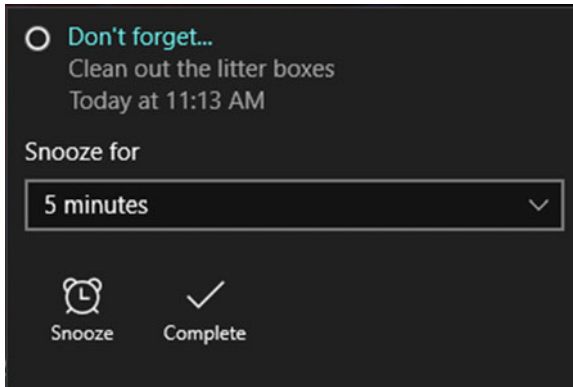 Don't forget...
Clean out the litter boxes
Today at 11:13 AM
Snooze for
5 minutes
Snooze
Complete